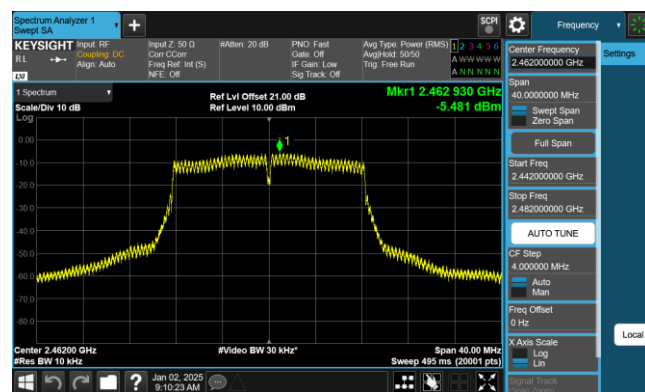 Spectrum Analyzer 1
Swept SA
+
SCPI
Frequency
KEYSIGHT
RL
LW
Input: RF
Coupling: DC
Align: Auto
Input Z: 50 Ω
Corr CCorr
Freq Ref: Int (S)
NFE: Off
#Atten: 20 dB
PNO: Fast
Gate: Off
IF Gain: Low
Sig Track: Off
Avg Type: Power (RMS)
Avg|Hold: 50/50
Trig: Free Run
1 2 3 4 5 6
A W W W W W
A N N N N N
Center Frequency
2.462000000 GHz
Settings
1 Spectrum
Scale/Div 10 dB
Log
Ref Lvl Offset 21.00 dB
Ref Level 10.00 dBm
Mkr1 2.462 930 GHz
-5.481 dBm
1
0.00
-10.0
-20.0
-30.0
-40.0
-50.0
-60.0
-70.0
-80.0
Span
40.0000000 MHz
Swept Span
Zero Span
Full Span
Start Freq
2.442000000 GHz
Stop Freq
2.482000000 GHz
AUTO TUNE
CF Step
4.000000 MHz
Auto
Man
Freq Offset
0 Hz
X Axis Scale
Log
Lin
Signal Track
Local
Center 2.46200 GHz
#Res BW 10 kHz
#Video BW 30 kHz*
Span 40.00 MHz
Sweep 495 ms (20001 pts)
?
Jan 02, 2025
9:10:23 AM